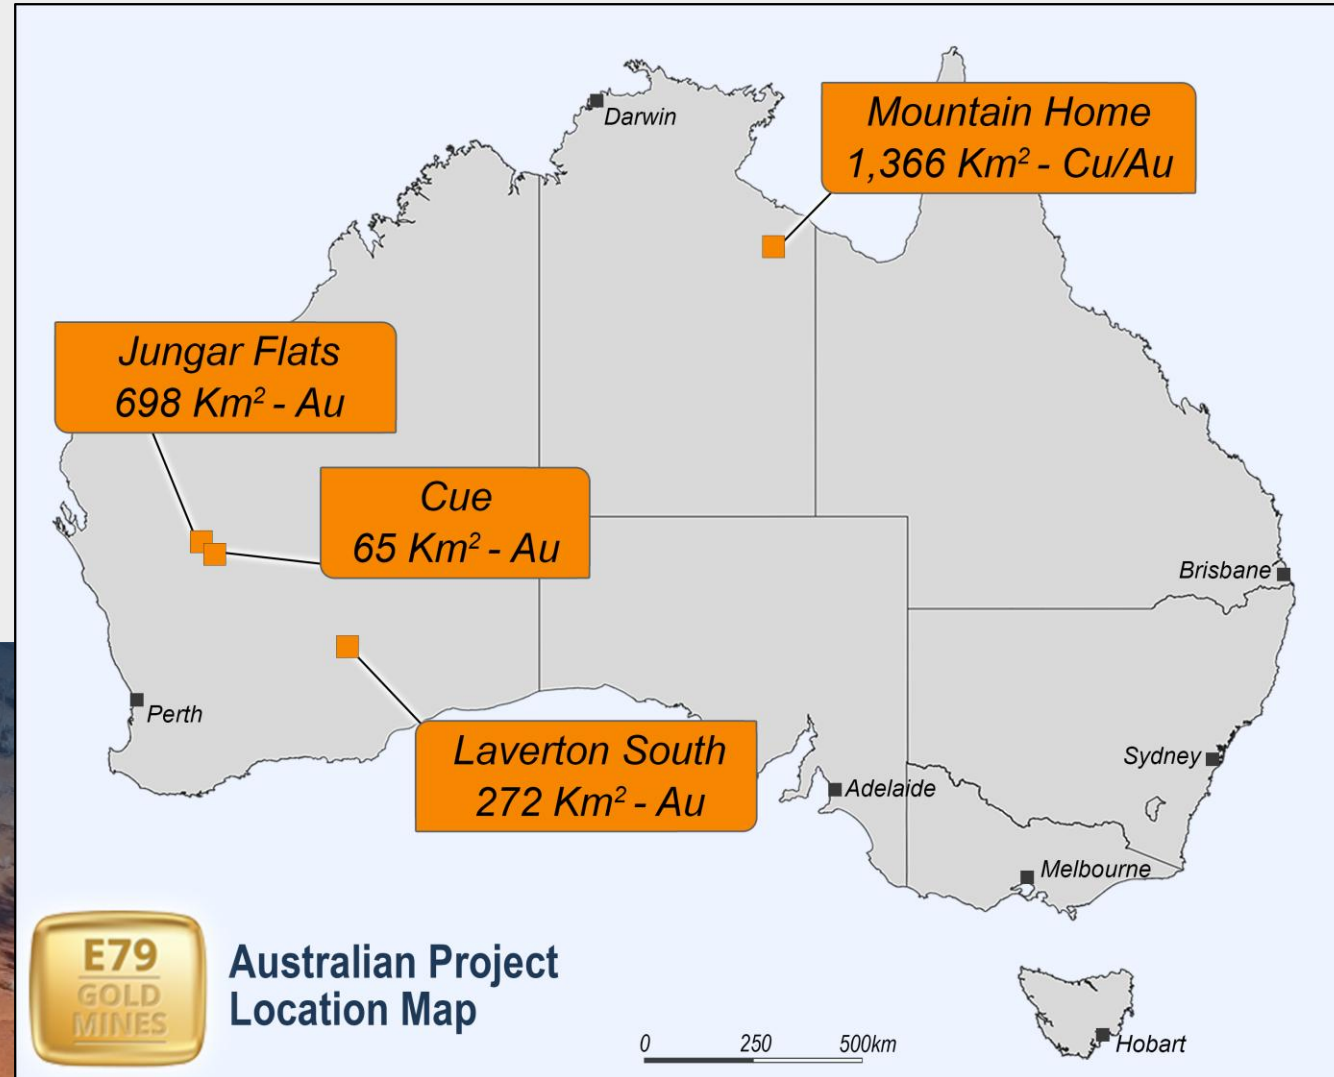 Darwin
Mountain Home
1,366 Km² - Cu/Au
Jungar Flats
698 Km² - Au
Cue
65 Km² - Au
Brisbane
Perth
Laverton South
272 Km² - Au
Sydney
Adelaide
Melbourne
E79
GOLD
MINES
Australian Project
Location Map
0 250 500km
Hobart